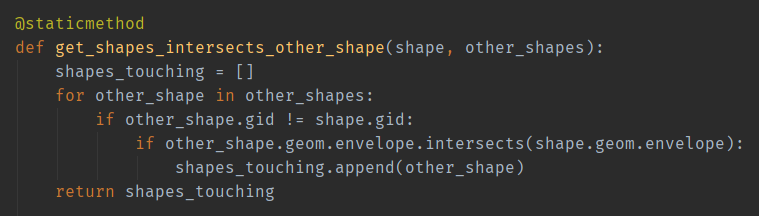 @staticmethod
def get_shapes_intersects_other_shape(shape, other_shapes):
    shapes_touching = []
    for other_shape in other_shapes:
        if other_shape.gid != shape.gid:
            if other_shape.geom.envelope.intersects(shape.geom.envelope):
                shapes_touching.append(other_shape)
    return shapes_touching